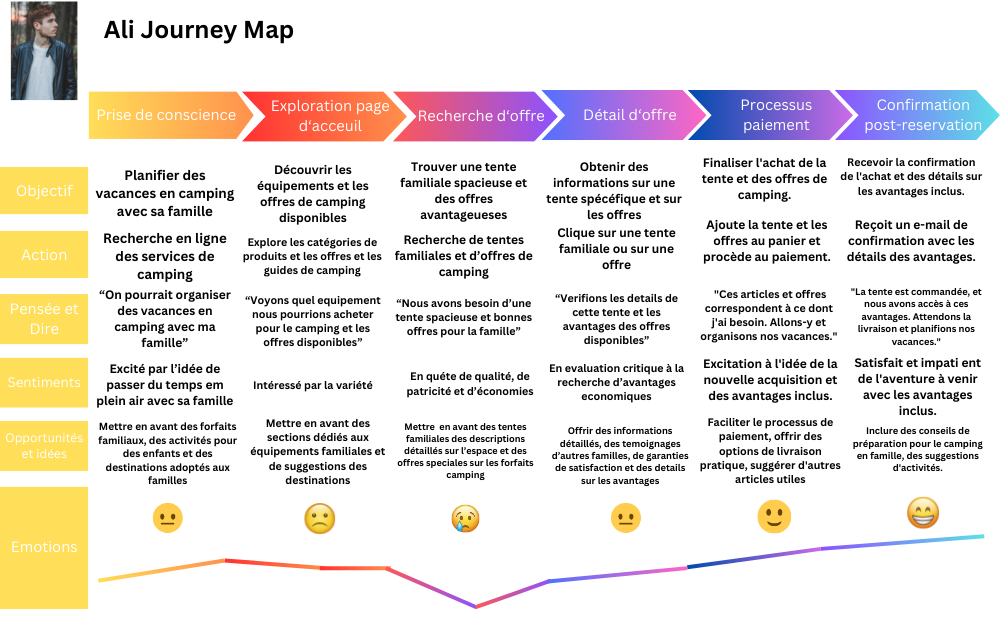 Ali Journey Map
Prise de conscience
Exploration page
d'acceuil
Recherche d'offre
Détail d'offre
Processus
paiement
Confirmation
post-reservation
Objectif
Planifier des
vacances en camping
avec sa famille
Découvrir les
équipements et les
offres de camping
disponibles
Trouver une tente
familiale spacieuse et
des offres
avantageueses
Obtenir des
informations sur une
tente spécéfique et sur
les offres
Finaliser l'achat de la
tente et des offres de
camping.
Recevoir la confirmation
de l'achat et des détails sur
les avantages inclus.
Action
Recherche en ligne
des services de
camping
Explore les catégories de
produits et les offres et les
guides de camping
Recherche de tentes
familiales et d'offres de
camping
Clique sur une tente
familiale ou sur une
offre
Ajoute la tente et les
offres au panier et
procède au paiement.
Reçoit un e-mail de
confirmation avec les
détails des avantages.
Pensée et
Dire
“On pourrait organiser
des vacances en
camping avec ma
famille”
“Voyons quel equipement
nous pourrions acheter
pour le camping et les
offres disponibles”
“Nous avons besoin d'une
tente spacieuse et bonnes
offres pour la famille”
“Verifions les details de
cette tente et les
avantages des offres
disponibles”
"Ces articles et offres
correspondent à ce dont
j'ai besoin. Allons-y et
organisons nos vacances."
"La tente est commandée, et
nous avons accès à ces
avantages. Attendons la
livraison et planifions nos
vacances."
Sentiments
Excité par l'idée de
passer du temps em
plein air avec sa famille
Intéressé par la variété
En quéte de qualité, de
patricité et d'économies
En evaluation critique à la
recherche d'avantages
economiques
Excitation à l'idée de la
nouvelle acquisition et
des avantages inclus.
Satisfait et impati ent
de l'aventure à venir
avec les avantages
inclus.
Opportunités
et idées
Mettre en avant des forfaits
familiaux, des activités pour
des enfants et des
destinations adoptés aux
familles
Mettre en avant des
sections dédiés aux
équipements familiales et
de suggestions des
destinations
Mettre en avant des tentes
familiales des descriptions
détaillés sur l'espace et des
offres speciales sur les forfaits
camping
Offrir des informations
détaillés, des temoignages
d'autres familles, de garanties
de satisfaction et des details
sur les avantages
Faciliter le processus de
paiement, offrir des
options de livraison
pratique, suggérer d'autres
articles utiles
Inclure des conseils de
préparation pour le camping
en famille, des suggestions
d'activités.
Emotions